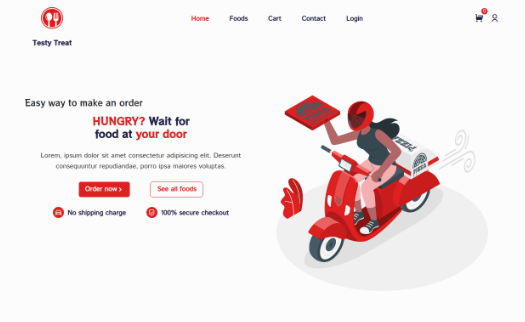 Home Foods Cart Contact Login
0
Testy Treat
Easy way to make an order
HUNGRY? Wait for
food at your door
Lorem, ipsum dolor sit amet consectetur adipisicing elit. Deserunt
consequuntur repudiandae, porro ipsa maiores voluptas.
Order now › See all foods
No shipping charge 100% secure checkout
PIZZA